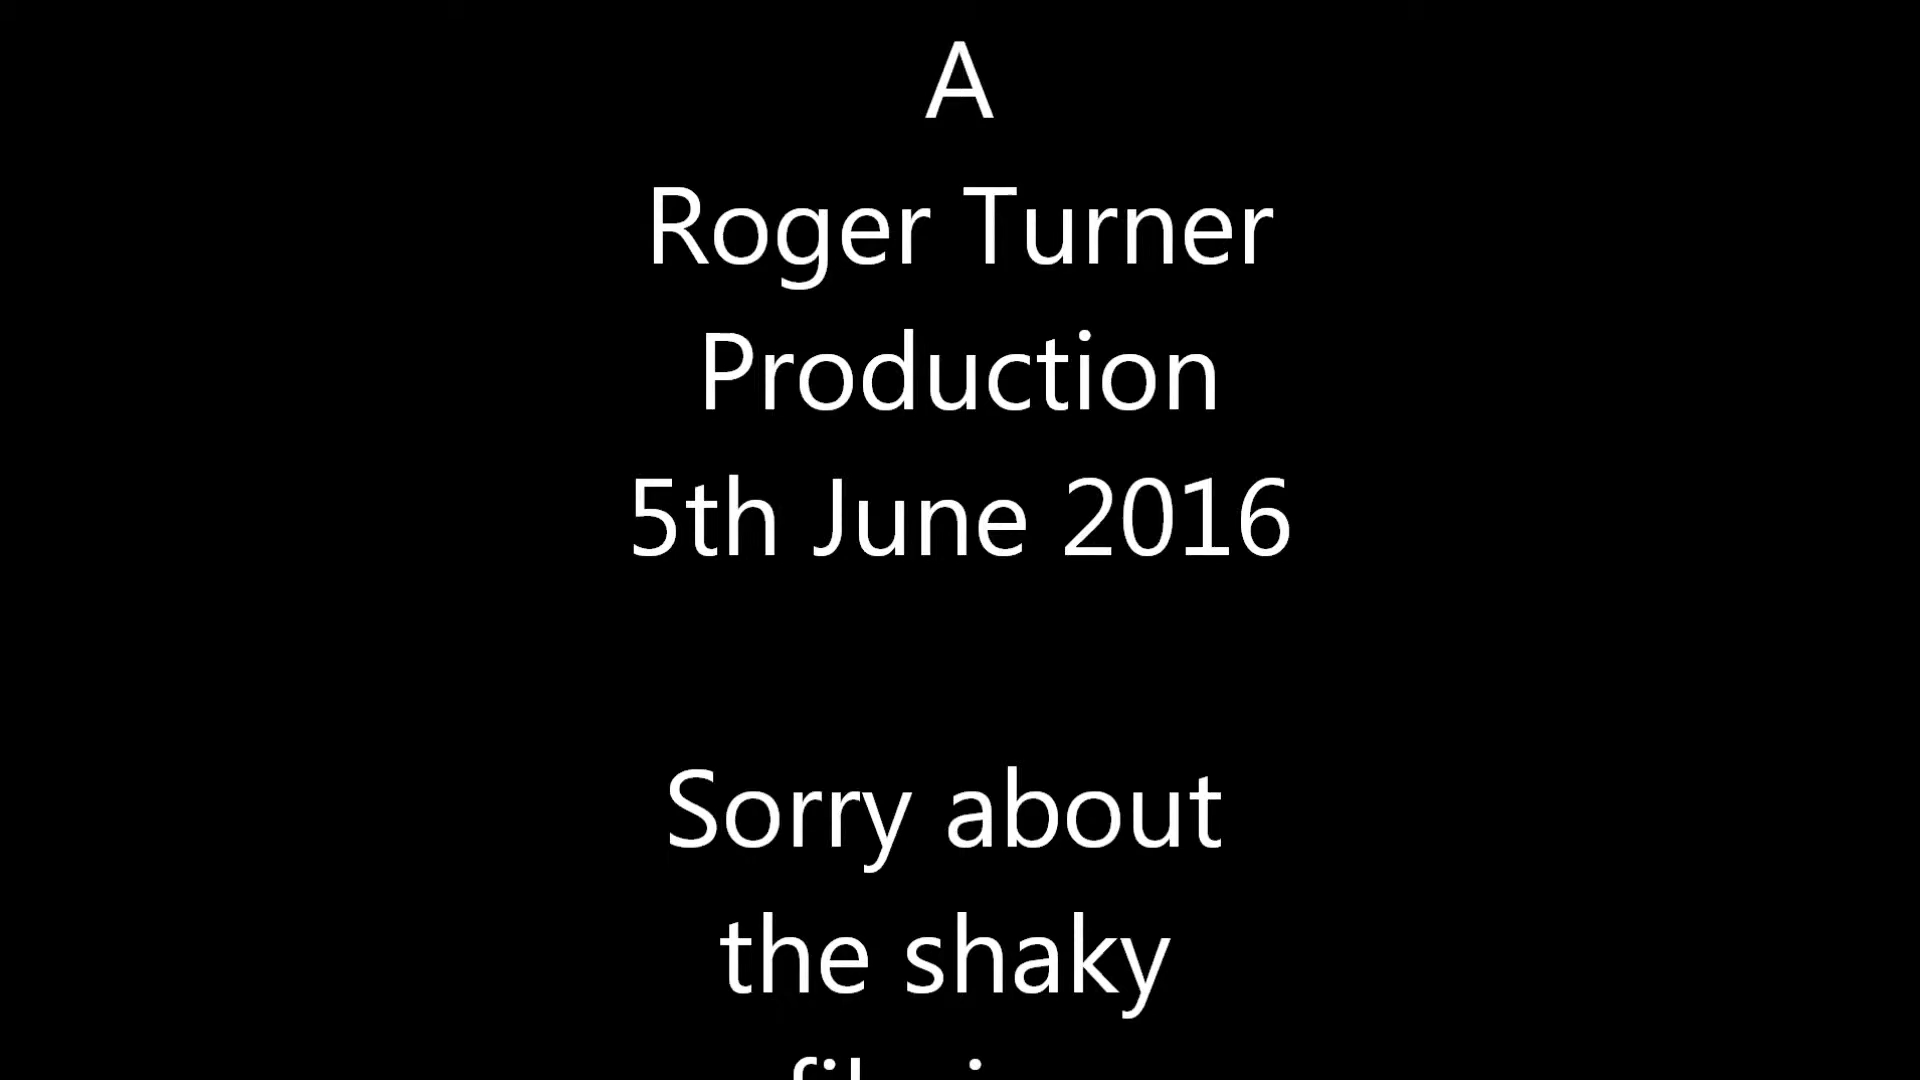 A
Roger Turner
Production
5th June 2016
Sorry about
the shaky